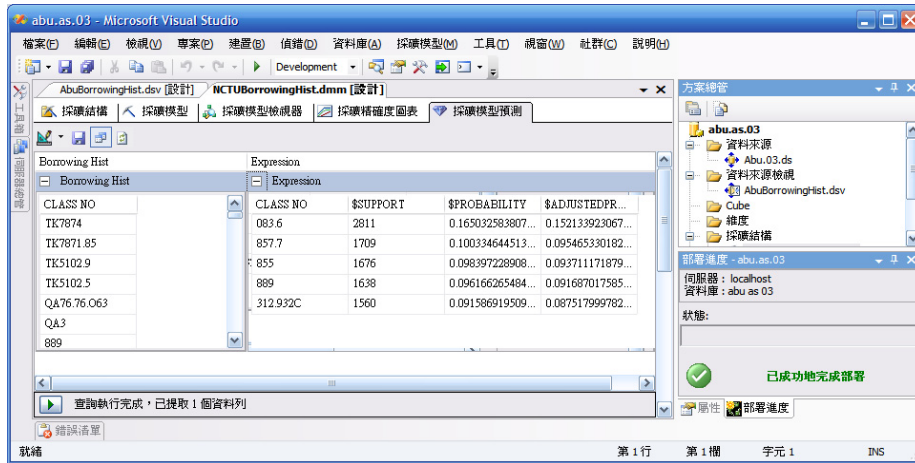 abu.as.03 - Microsoft Visual Studio
檔案(F) 編輯(E) 檢視(V) 專案(P) 建置(B) 偵錯(D) 資料庫(A) 採礦模型(M) 工具(T) 視窗(W) 社群(C) 說明(H)
Development
AbuBorrowingHist.dsv [設計] NCTUBorrowingHist.dmm [設計]
採礦結構 採礦模型 採礦模型檢視器 採礦精確度圖表 採礦模型預測
工具箱
伺服器總管
Borrowing Hist Expression
Borrowing Hist Expression
CLASS NO CLASS NO $SUPPORT $PROBABILITY $ADJUSTEDPR...
TK7874 083.6 2811 0.165032583807... 0.152133923067...
TK7871.85 857.7 1709 0.100334644513... 0.095465330182...
TK5102.9 855 1676 0.098397228908... 0.093711171879...
TK5102.5 889 1638 0.096166265484... 0.091687017585...
QA76.76.O63 312.932C 1560 0.091586919509... 0.087517999782...
QA3
889
查詢執行完成，已提取 1 個資料列
錯誤清單
就緒 第 1 行 第 1 欄 字元 1 INS
方案總管
abu.as.03
資料來源
Abu.03.ds
資料來源檢視
AbuBorrowingHist.dsv
Cube
維度
採礦結構
部署進度 - abu.as.03
伺服器 : localhost
資料庫 : abu as 03
狀態:
已成功地完成部署
屬性 部署進度